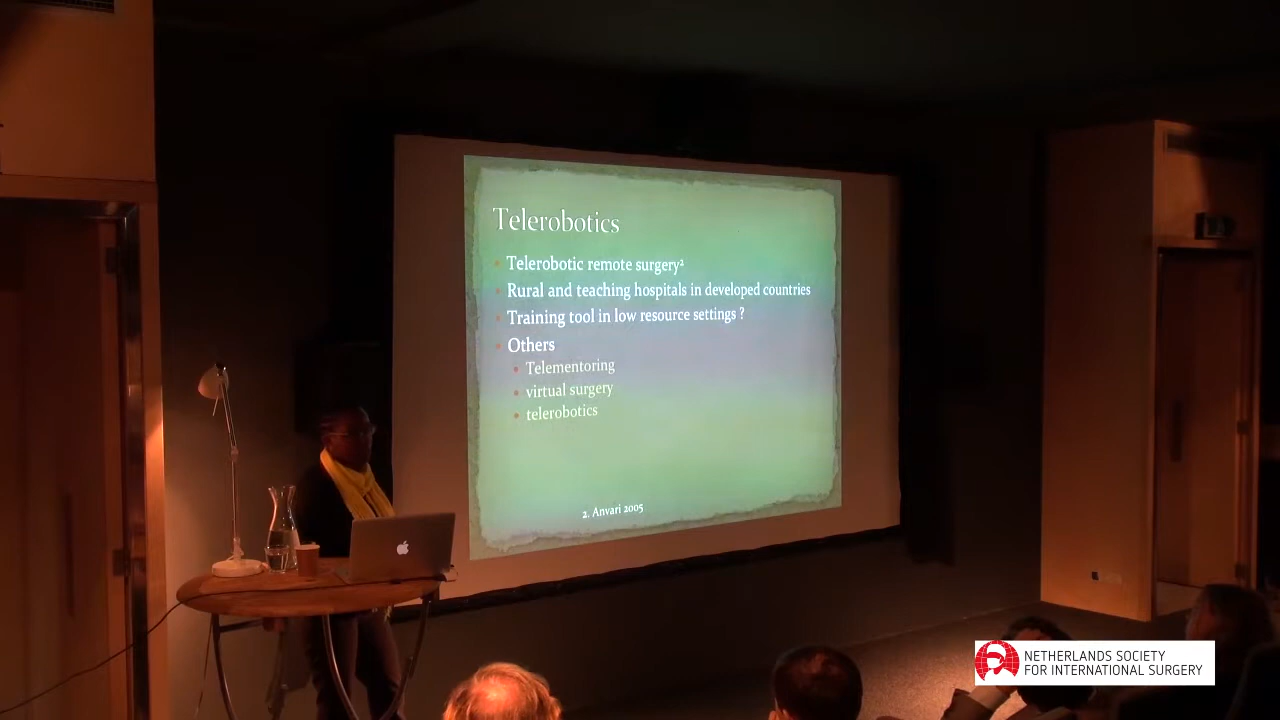 Telerobotics
Telerobotic remote surgery²
Rural and teaching hospitals in developed countries
Training tool in low resource settings ?
Others
Telementoring
virtual surgery
telerobotics
2. Anvari 2005
NETHERLANDS SOCIETY
FOR INTERNATIONAL SURGERY